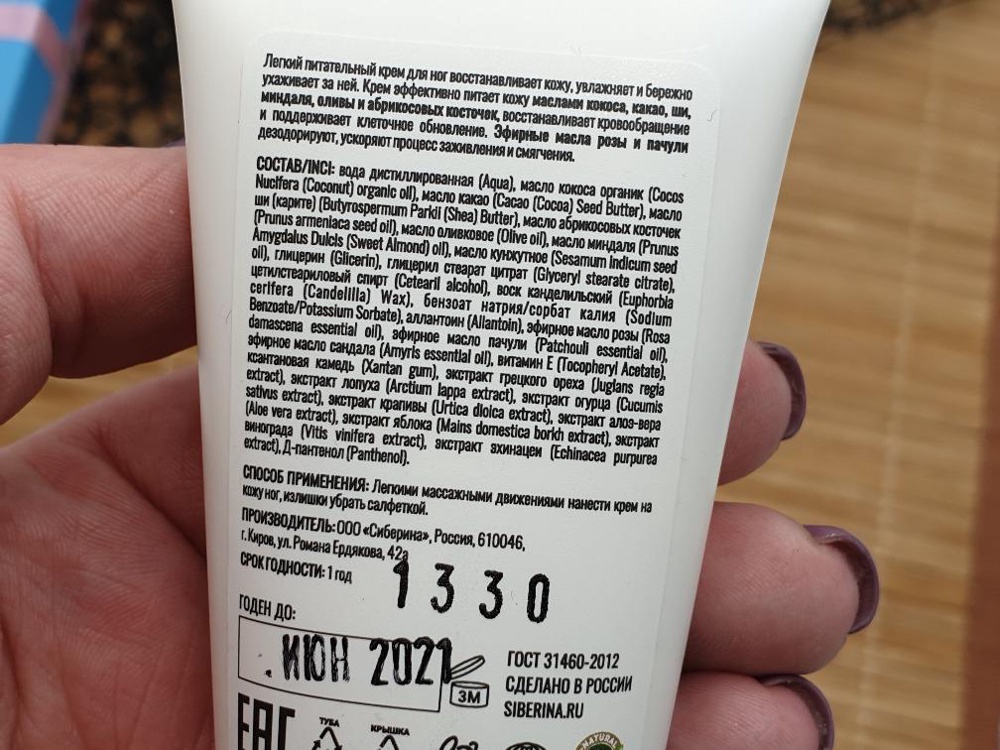 Легкий питательный крем для ног восстанавливает кожу, увлажняет и бережно
ухаживает за ней. Крем эффективно питает кожу маслами кокоса, какао, ши,
миндаля, оливы и абрикосовых косточек, восстанавливает кровообращение
и поддерживает клеточное обновление. Эфирные масла розы и пачули
дезодорируют, ускоряют процесс заживления и смягчения.
СОСТАВ/INCI: вода дистиллированная (Aqua), масло кокоса органик (Cocos
Nucifera (Coconut) organic oil), масло какао (Cacao (Cocoa) Seed Butter), масло
ши (карите) (Butyrospermum Parkii (Shea) Butter), масло абрикосовых косточек
(Prunus armeniaca seed oil), масло оливковое (Olive oil), масло миндаля (Prunus
Amygdalus Dulcis (Sweet Almond) oil), масло кунжутное (Sesamum indicum seed
oil), глицерин (Glicerin), глицерил стеарат цитрат (Glyceryl stearate citrate),
цетилстеариловый спирт (Cetearil alcohol), воск канделильский (Euphorbia
cerifera (Candelillia) Wax), бензоат натрия/сорбат калия (Sodium
Benzoate/Potassium Sorbate), аллантоин (Allantoin), эфирное масло розы (Rosa
damascena essential oil), эфирное масло пачули (Patchouli essential oil),
эфирное масло сандала (Amyris essential oil), витамин Е (Tocopheryl Acetate),
ксантановая камедь (Xantan gum), экстракт грецкого ореха (Juglans regia
extract), экстракт лопуха (Arctium lappa extract), экстракт огурца (Cucumis
sativus extract), экстракт крапивы (Urtica dioica extract), экстракт алоэ-вера
(Aloe vera extract), экстракт яблока (Mains domestica borkh extract), экстракт
винограда (Vitis vinifera extract), экстракт эхинацеи (Echinacea purpurea
extract), Д-пантенол (Panthenol).
СПОСОБ ПРИМЕНЕНИЯ: Легкими массажными движениями нанести крем на
кожу ног, излишки убрать салфеткой.
ПРОИЗВОДИТЕЛЬ: ООО «Сиберина», Россия, 610046,
г. Киров, ул. Романа Ердякова, 42а
СРОК ГОДНОСТИ: 1 год
1330
ГОДЕН ДО:
. ИЮН 2021
3М
ГОСТ 31460-2012
СДЕЛАНО В РОССИИ
SIBERINA.RU
EAC
ТУБА
КРЫШКА
NATURAL